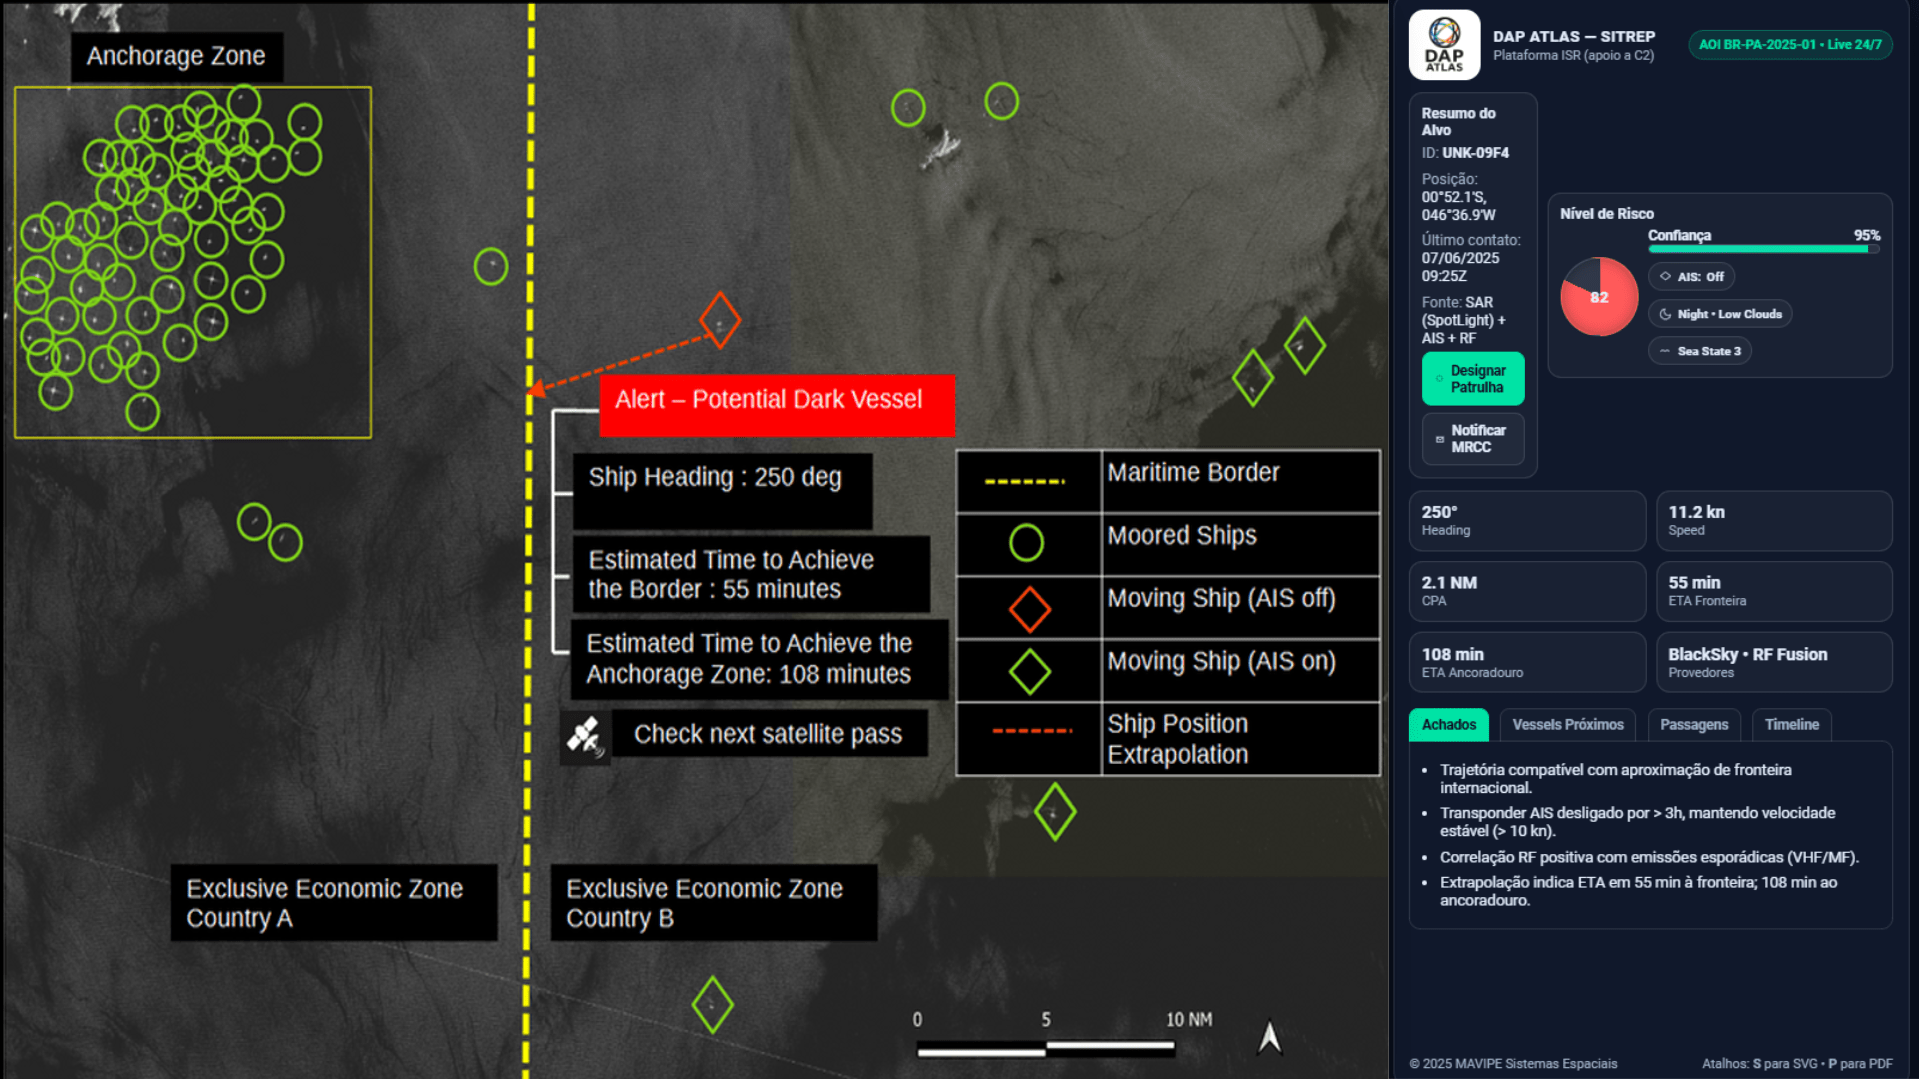 Anchorage Zone
Alert – Potential Dark Vessel
Ship Heading : 250 deg
Estimated Time to Achieve
the Border : 55 minutes
Estimated Time to Achieve the
Anchorage Zone: 108 minutes
Check next satellite pass
Maritime Border
Moored Ships
Moving Ship (AIS off)
Moving Ship (AIS on)
Ship Position
Extrapolation
Exclusive Economic Zone
Country A
Exclusive Economic Zone
Country B
0 5 10 NM
DAP
ATLAS
DAP ATLAS — SITREP
Plataforma ISR (apoio a C2)
AOI BR-PA-2025-01 • Live 24/7
Resumo do
Alvo
ID: UNK-09F4
Posição:
00°52.1'S,
046°36.9'W
Último contato:
07/06/2025
09:25Z
Fonte: SAR
(SpotLight) +
AIS + RF
Designar
Patrulha
Notificar
MRCC
Nível de Risco
Confiança 95%
82
AIS: Off
Night • Low Clouds
Sea State 3
250°
Heading
11.2 kn
Speed
2.1 NM
CPA
55 min
ETA Fronteira
108 min
ETA Ancoradouro
BlackSky • RF Fusion
Provedores
Achados
Vessels Próximos
Passagens
Timeline
• Trajetória compatível com aproximação de fronteira
internacional.
• Transponder AIS desligado por > 3h, mantendo velocidade
estável (> 10 kn).
• Correlação RF positiva com emissões esporádicas (VHF/MF).
• Extrapolação indica ETA em 55 min à fronteira; 108 min ao
ancoradouro.
© 2025 MAVIPE Sistemas Espaciais
Atalhos: S para SVG • P para PDF